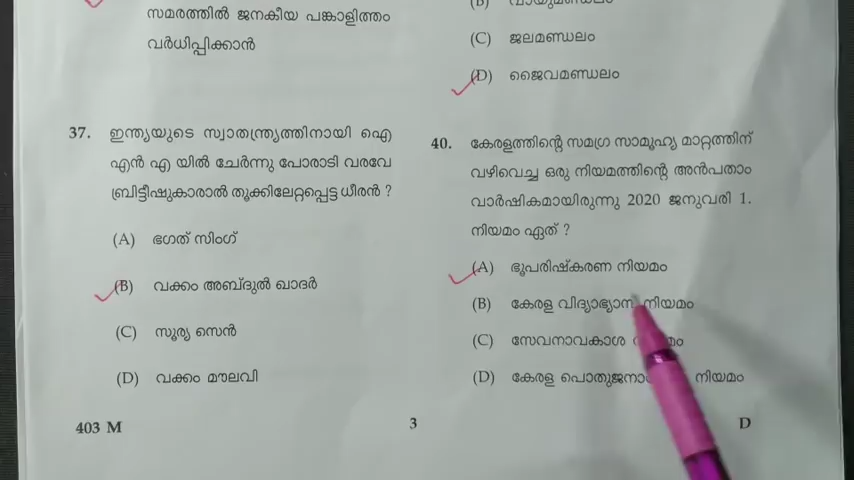 സമരത്തിൽ ജനകീയ പങ്കാളിത്തം
വർധിപ്പിക്കാൻ
37. ഇന്ത്യയുടെ സ്വാതന്ത്ര്യത്തിനായി ഐ
എൻ എ യിൽ ചേർന്നു പോരാടി വരവേ
ബ്രിട്ടീഷുകാരാൽ തൂക്കിലേറ്റപ്പെട്ട ധീരൻ ?
(A) ഭഗത് സിംഗ്
(B) വക്കം അബ്ദുൽ ഖാദർ
(C) സൂര്യ സെൻ
(D) വക്കം മൗലവി
(B) വായുമണ്ഡലം
(C) ജലമണ്ഡലം
(D) ജൈവമണ്ഡലം
40. കേരളത്തിന്റെ സമഗ്ര സാമൂഹ്യ മാറ്റത്തിന്
വഴിവെച്ച ഒരു നിയമത്തിന്റെ അൻപതാം
വാർഷികമായിരുന്നു 2020 ജനുവരി 1.
നിയമം ഏത് ?
(A) ഭൂപരിഷ്കരണ നിയമം
(B) കേരള വിദ്യാഭ്യാസ നിയമം
(C) സേവനാവകാശ
(D) കേരള നിയമം
403 M
3
D